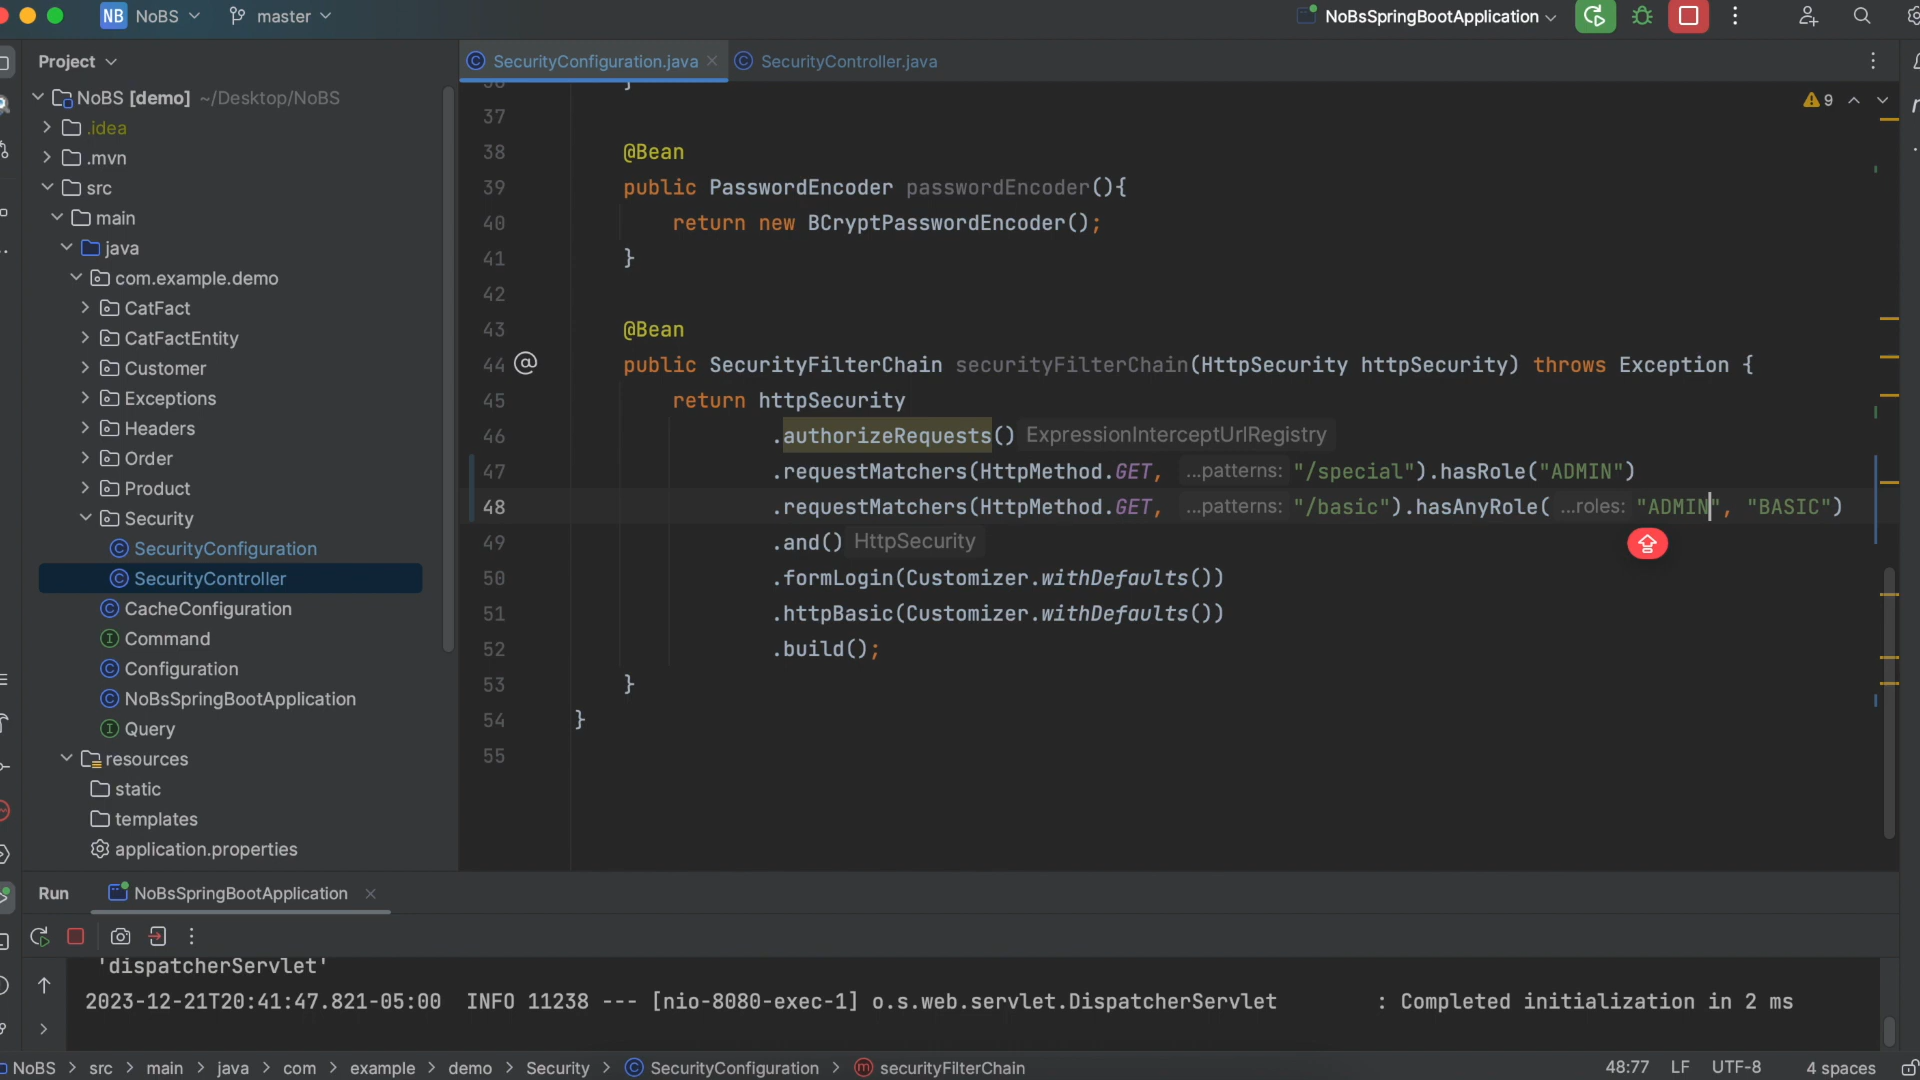 NB NoBS master
NoBsSpringBootApplication
Project
SecurityConfiguration.java
SecurityController.java
NoBS [demo] ~/Desktop/NoBS
.idea
.mvn
src
main
java
com.example.demo
CatFact
CatFactEntity
Customer
Exceptions
Headers
Order
Product
Security
SecurityConfiguration
SecurityController
CacheConfiguration
Command
Configuration
NoBsSpringBootApplication
Query
resources
static
templates
application.properties
9
37
38 @Bean
39 public PasswordEncoder passwordEncoder(){
40 return new BCryptPasswordEncoder();
41 }
42
43 @Bean
44 public SecurityFilterChain securityFilterChain(HttpSecurity httpSecurity) throws Exception {
45 return httpSecurity
46 .authorizeRequests() ExpressionInterceptUrlRegistry
47 .requestMatchers(HttpMethod.GET, ...patterns: "/special").hasRole("ADMIN")
48 .requestMatchers(HttpMethod.GET, ...patterns: "/basic").hasAnyRole( ...roles: "ADMIN", "BASIC")
49 .and() HttpSecurity
50 .formLogin(Customizer.withDefaults())
51 .httpBasic(Customizer.withDefaults())
52 .build();
53 }
54 }
55
Run NoBsSpringBootApplication
'dispatcherServlet'
2023-12-21T20:41:47.821-05:00 INFO 11238 --- [nio-8080-exec-1] o.s.web.servlet.DispatcherServlet : Completed initialization in 2 ms
NoBS > src > main > java > com > example > demo > Security > SecurityConfiguration > securityFilterChain
48:77 LF UTF-8 4 spaces